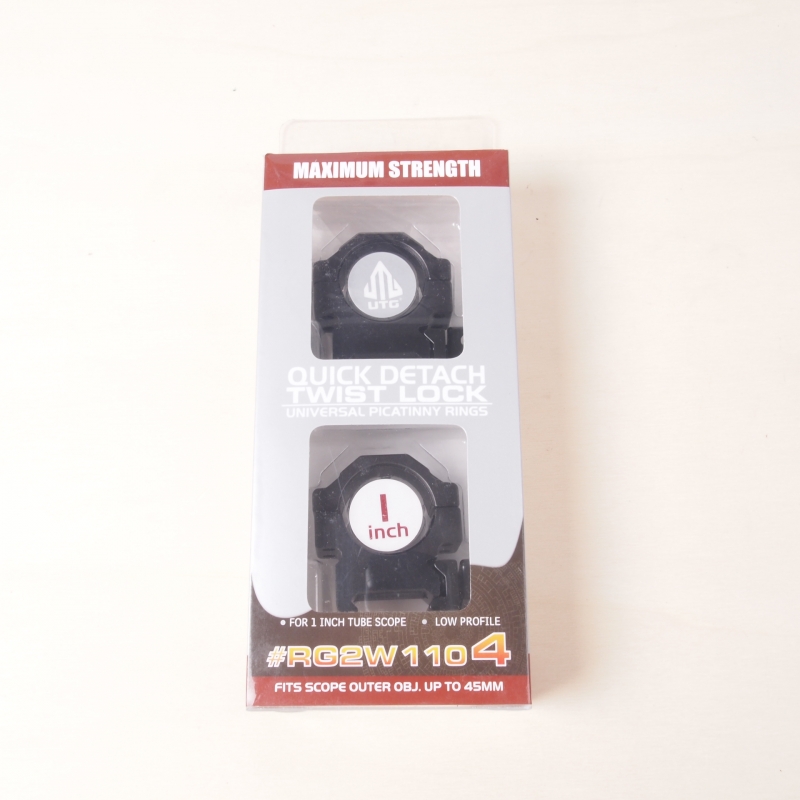 MAXIMUM STRENGTH
UTG
QUICK DETACH
TWIST LOCK
UNIVERSAL PICATINNY RINGS
1
inch
• FOR 1 INCH TUBE SCOPE • LOW PROFILE
#RG2W1104
FITS SCOPE OUTER OBJ. UP TO 45MM